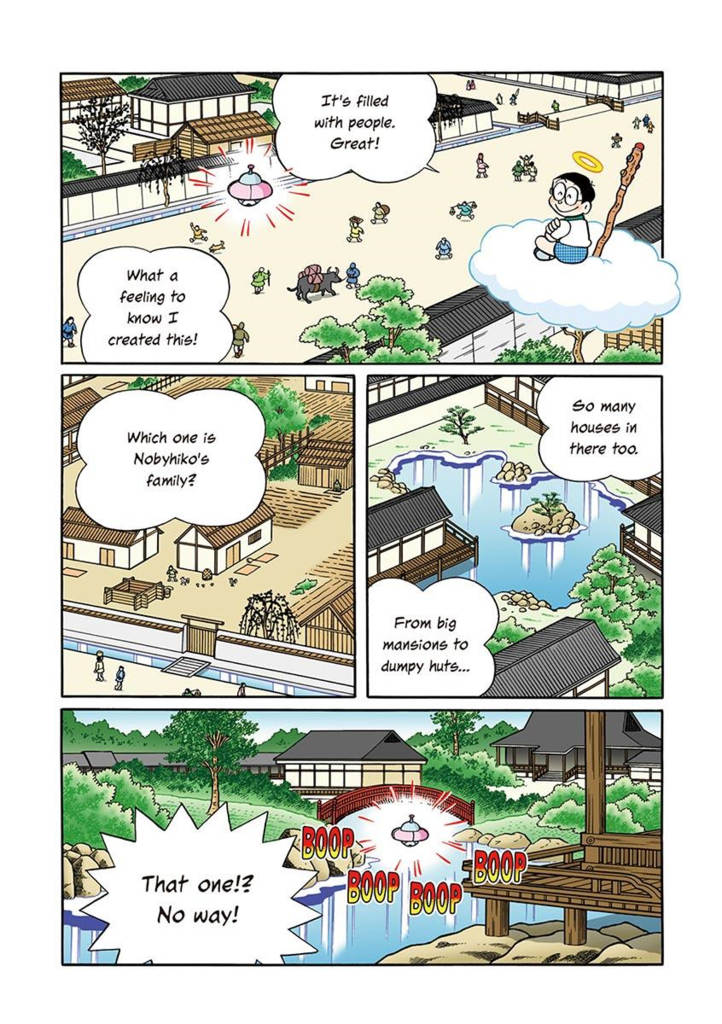 It's filled
with people.
Great!
What a
feeling to
know I
created this!
Which one is
Nobyhiko's
family?
So many
houses in
there too.
From big
mansions to
dumpy huts...
That one!?
No way!
BOOP
BOOP
BOOP
BOOP